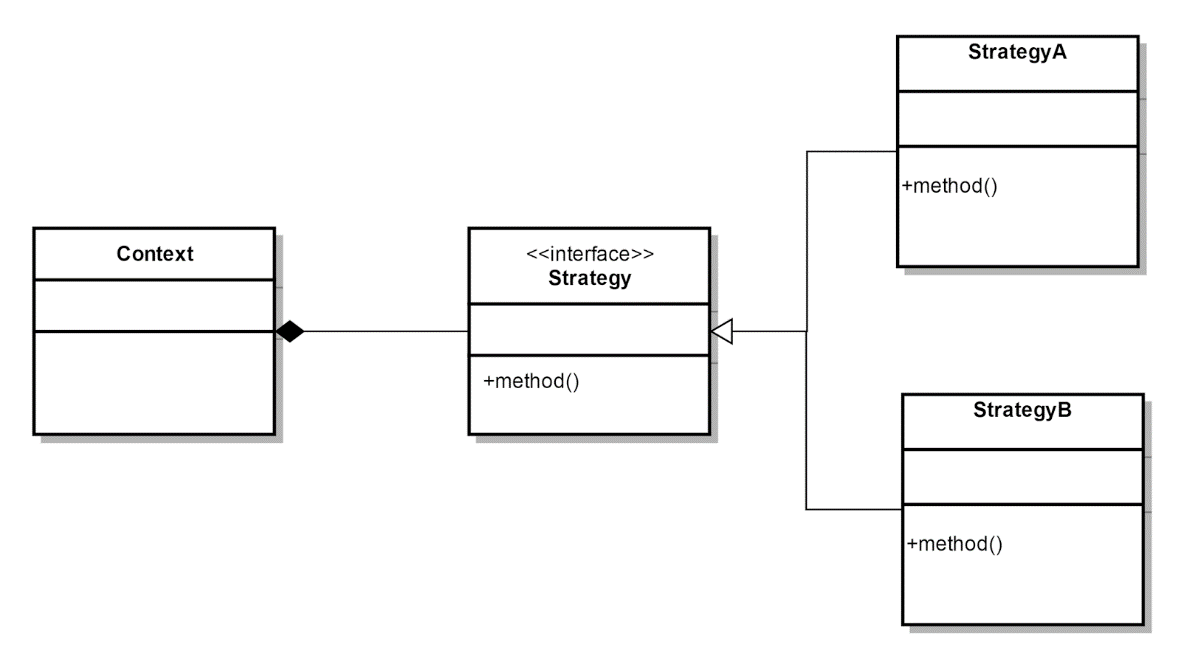 Context
<<interface>>
Strategy
+method()
StrategyA
+method()
StrategyB
+method()